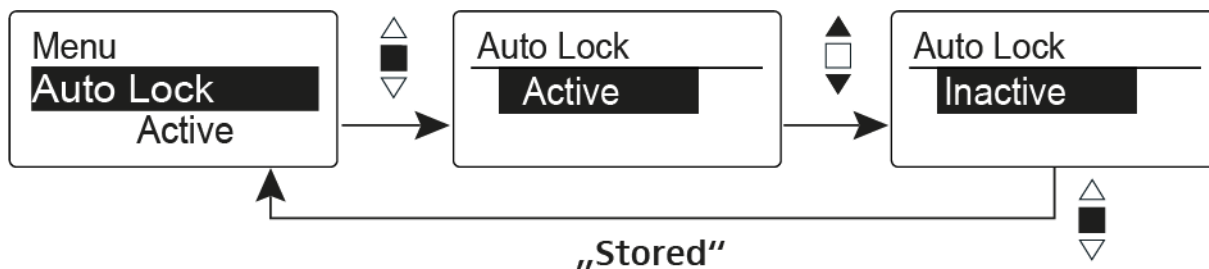 Menu
Auto Lock
Active
Auto Lock
Active
Auto Lock
Inactive
„Stored“